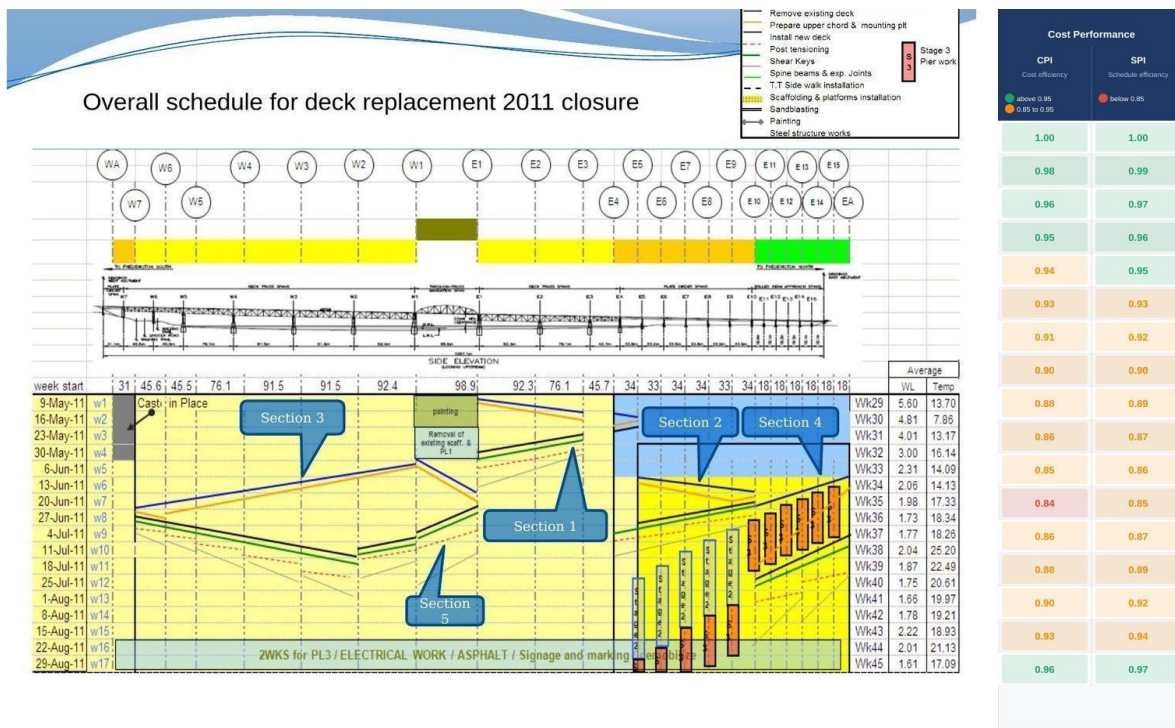 Remove existing deck
Prepare upper chord & mounting plt
Install new deck
Post tensioning
Shear Keys
Spine beams & exp. Joints
T.T Side walk installation
Scaffolding & platforms installation
Sandblasting
Painting
Steel structure works
S
3
Stage 3
Pier work
Overall schedule for deck replacement 2011 closure
WA W6 W4 W3 W2 W1 E1 E2 E3 E5 E7 E9 E 11 E 13 E 15
W7 W5 E4 E6 E8 E 10 E 12 E 14 EA
SIDE ELEVATION
Average
week start 31 45.6 45.5 76.1 91.5 91.5 92.4 98.9 92.3 76.1 45.7 34 33 34 34 34 18 18 18 18 18 18 WL Temp
9-May-11 w1 Cast in Place painting Wk29 5.60 13.70
16-May-11 w2 Wk30 4.81 7.86
23-May-11 w3 Wk31 4.01 13.17
30-May-11 w4 Wk32 3.00 16.14
6-Jun-11 w5 Wk33 2.31 14.09
13-Jun-11 w6 Wk34 2.06 14.13
20-Jun-11 w7 Wk35 1.98 17.33
27-Jun-11 w8 Wk36 1.73 18.34
4-Jul-11 w9 Wk37 1.77 18.26
11-Jul-11 w10 Wk38 2.04 25.20
18-Jul-11 w11 Wk39 1.87 22.49
25-Jul-11 w12 Wk40 1.75 20.61
1-Aug-11 w13 Wk41 1.66 19.97
8-Aug-11 w14 Wk42 1.78 19.21
15-Aug-11 w15 Wk43 2.22 18.93
22-Aug-11 w16 Wk44 2.01 21.13
29-Aug-11 w17 Wk45 1.61 17.09
Removal of
existing scaff. &
PL1
Section 3
Section 2
Section 4
Section 1
Section
5
Stage2
Stage2
Stage2
Stage2
Stage2
2WKS for PL3 / ELECTRICAL WORK / ASPHALT / Signage and marking
Cost Performance
CPI SPI
Cost efficiency Schedule efficiency
above 0.95 below 0.85
0.85 to 0.95
1.00 1.00
0.98 0.99
0.96 0.97
0.95 0.96
0.94 0.95
0.93 0.93
0.91 0.92
0.90 0.90
0.88 0.89
0.86 0.87
0.85 0.86
0.84 0.85
0.86 0.87
0.88 0.89
0.90 0.92
0.93 0.94
0.96 0.97